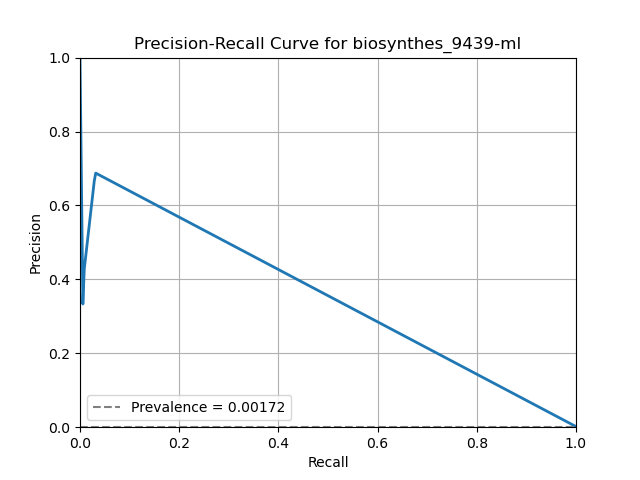 Precision-Recall Curve for biosynthes_9439-ml
1.0
0.8
0.6
0.4
0.2
0.0
Precision
Prevalence = 0.00172
0.0 0.2 0.4 0.6 0.8 1.0
Recall